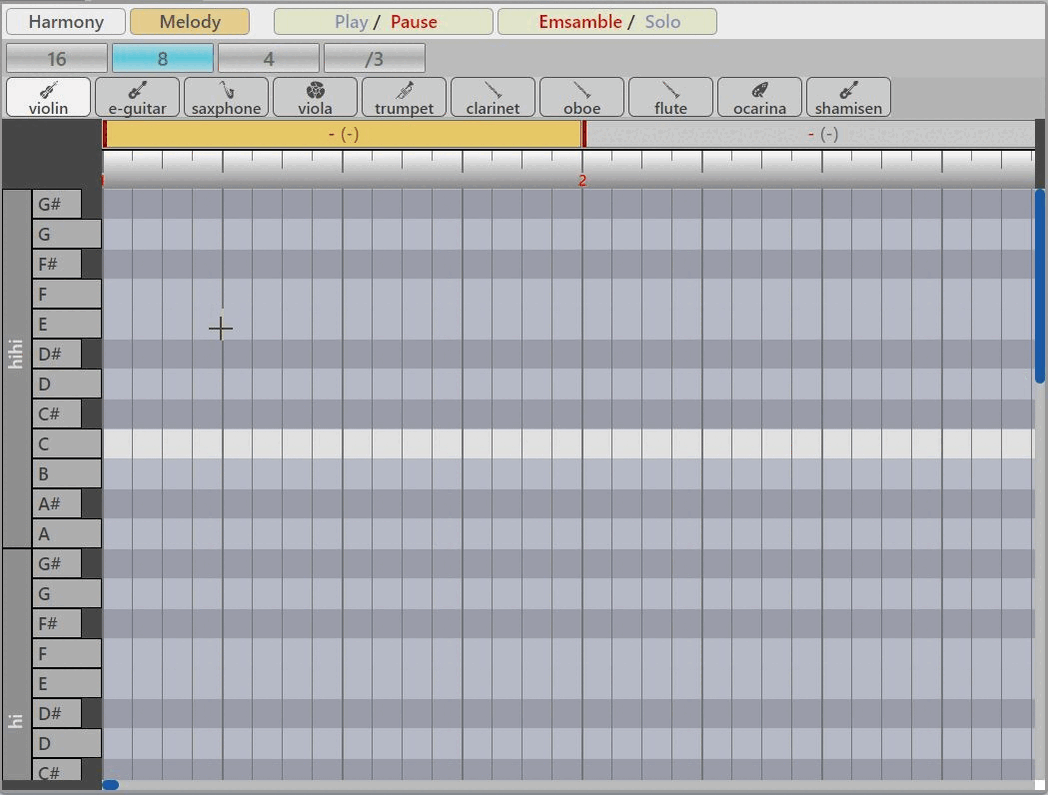 Harmony Melody Play / Pause Emsamble / Solo
16 8 4 /3
violin e-guitar saxphone viola trumpet clarinet oboe flute ocarina shamisen
- (-) - (-)
2
hihi
G#
G
F#
F
E
D#
D
C#
C
B
A#
A
hi
G#
G
F#
F
E
D#
D
C#